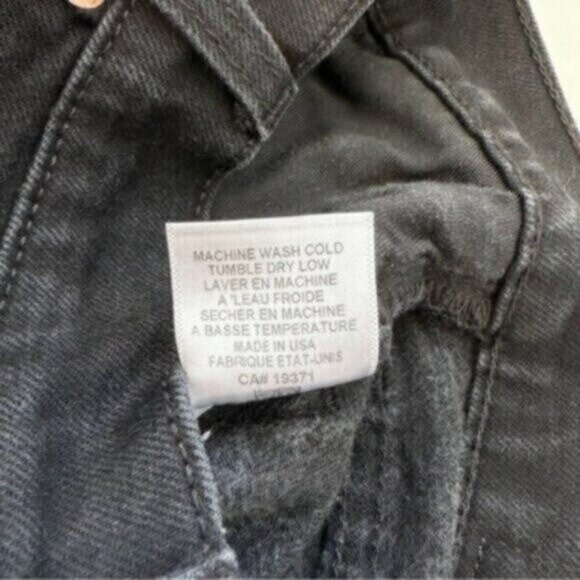 MACHINE WASH COLD
TUMBLE DRY LOW
LAVER EN MACHINE
A 'LEAU FROIDE
SECHER EN MACHINE
A BASSE TEMPERATURE
MADE IN USA
FABRIQUE ETAT-UNIS
CA# 19371